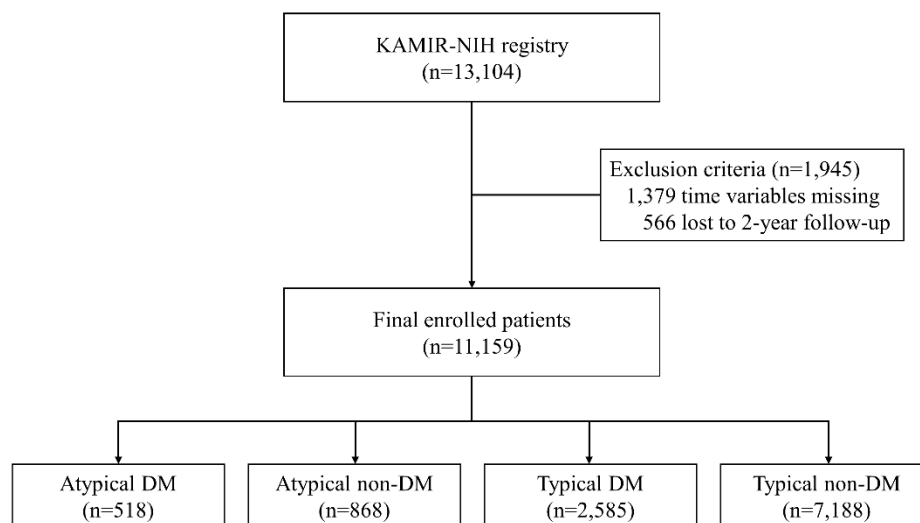 KAMIR-NIH registry
(n=13,104)
Exclusion criteria (n=1,945)
1,379 time variables missing
566 lost to 2-year follow-up
Final enrolled patients
(n=11,159)
Atypical DM
(n=518)
Atypical non-DM
(n=868)
Typical DM
(n=2,585)
Typical non-DM
(n=7,188)